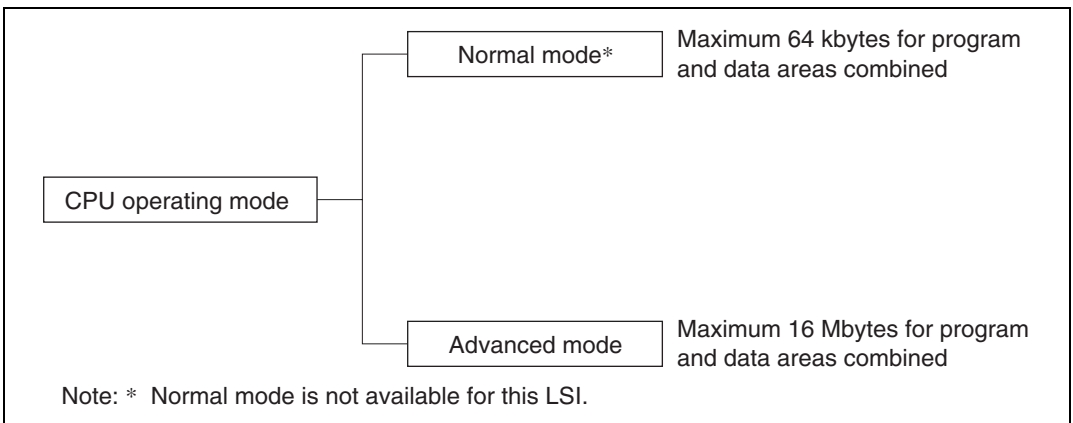 Normal mode*
Maximum 64 kbytes for program
and data areas combined
CPU operating mode
Advanced mode
Maximum 16 Mbytes for program
and data areas combined
Note: * Normal mode is not available for this LSI.